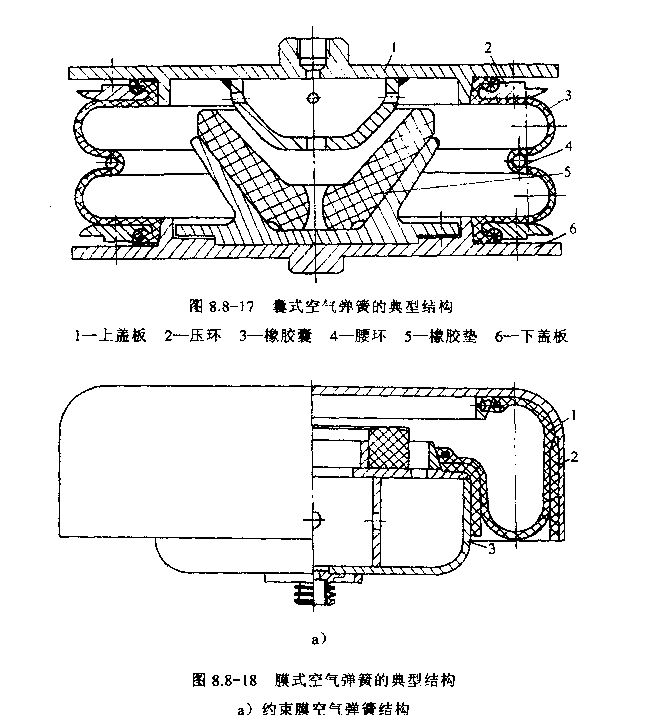 1
2
3
4
5
6
图 8.8-17 囊式空气弹簧的典型结构
1—上盖板 2—压环 3—橡胶囊 4—腰环 5—橡胶垫 6—下盖板
1
2
3
a)
图 8.8-18 膜式空气弹簧的典型结构
a) 约束膜空气弹簧结构